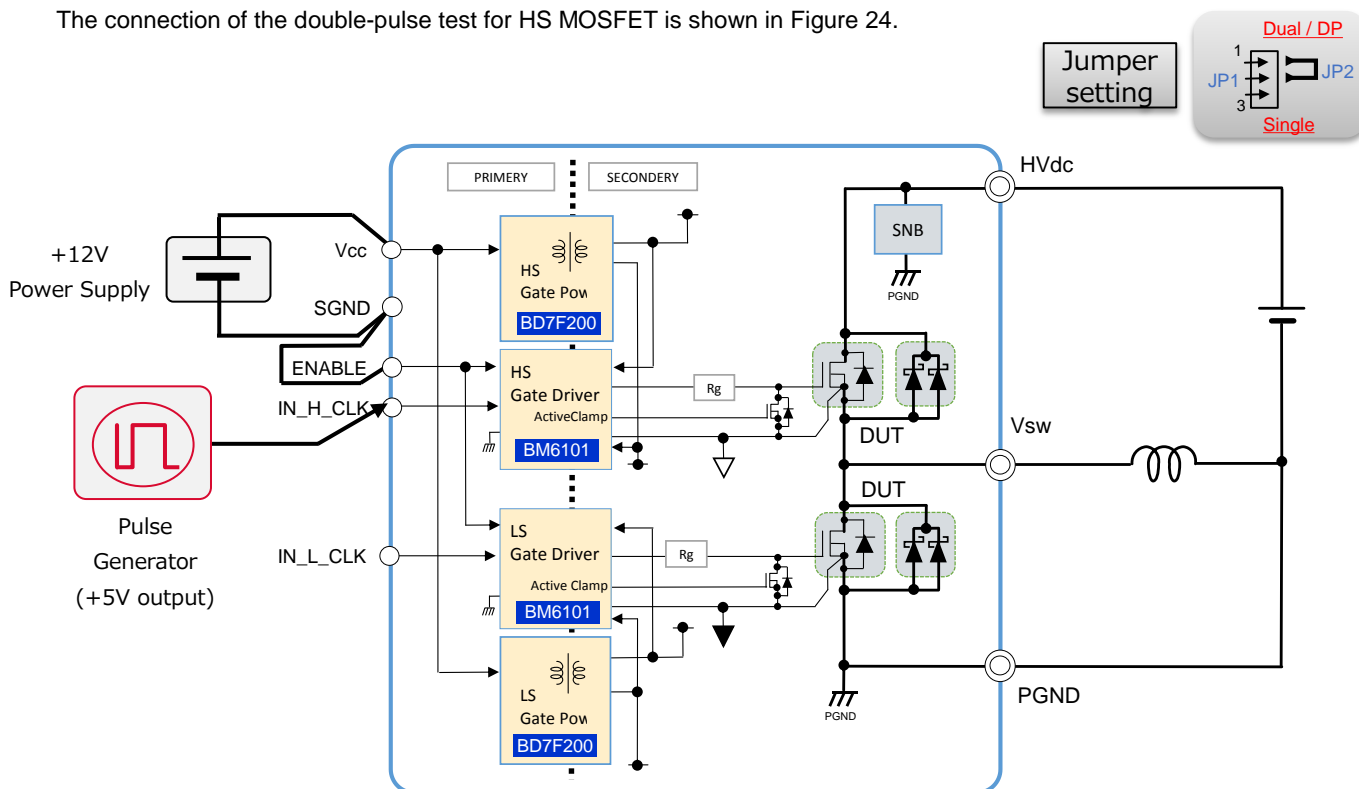 The connection of the double-pulse test for HS MOSFET is shown in Figure 24.
Jumper
setting
Dual / DP
1
JP1
JP2
3
Single
HVdc
PRIMERY
SECONDERY
SNB
PGND
+12V
Power Supply
Vcc
HS
Gate Pow
BD7F200
SGND
ENABLE
IN_H_CLK
HS
Gate Driver
ActiveClamp
BM6101
Rg
DUT
Vsw
DUT
Pulse
Generator
(+5V output)
IN_L_CLK
LS
Gate Driver
Active Clamp
BM6101
Rg
LS
Gate Pow
BD7F200
PGND
PGND